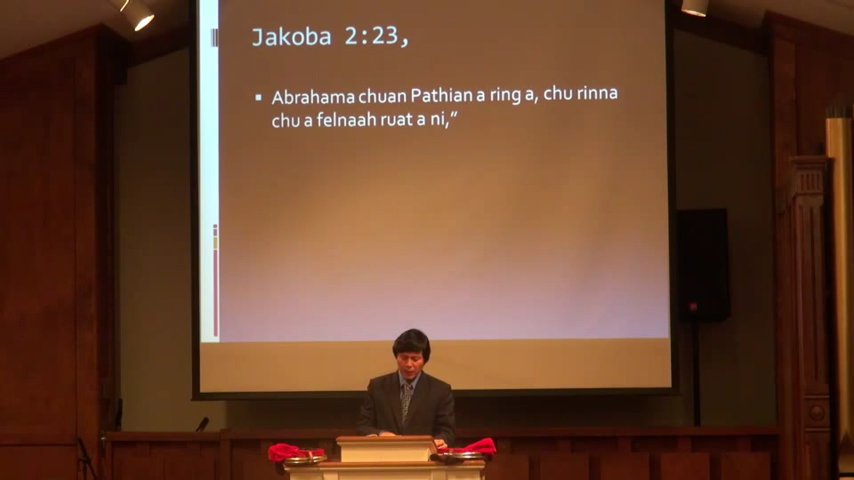 Jakoba 2:23,
Abrahama chuan Pathian a ring a, chu rinna
chu a felnaah ruat a ni,“